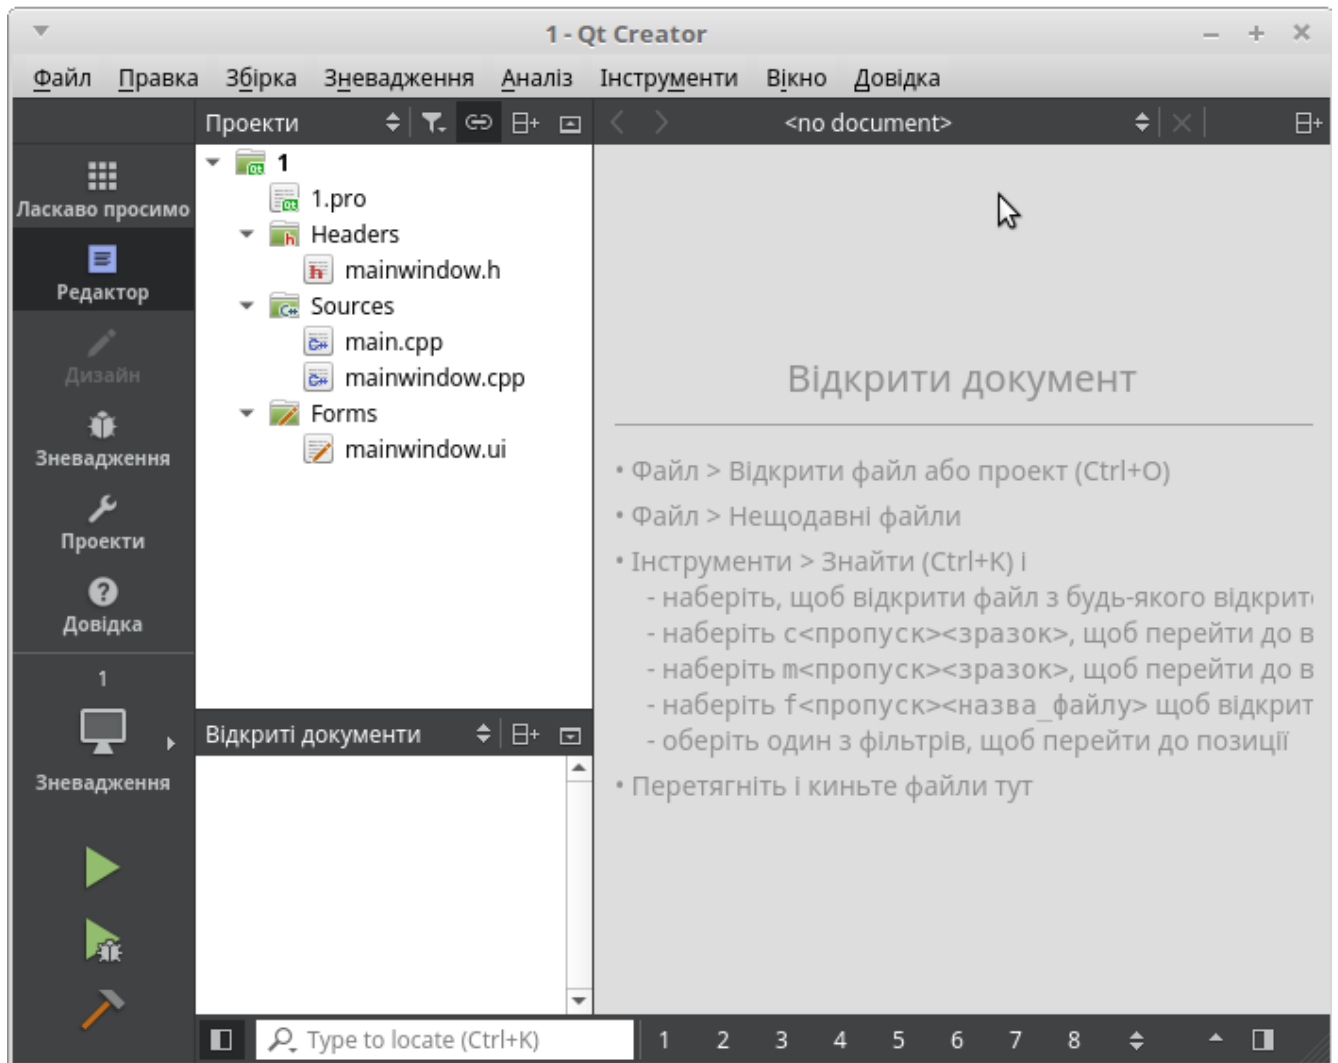 1 - Qt Creator
Файл Правка Збірка Зневадження Аналіз Інструменти Вікно Довідка
Проекти
<no document>
Ласкаво просимо
Редактор
Дизайн
Зневадження
Проекти
Довідка
1
Зневадження
1
1.pro
Headers
mainwindow.h
Sources
main.cpp
mainwindow.cpp
Forms
mainwindow.ui
Відкриті документи
Відкрити документ
• Файл > Відкрити файл або проект (Ctrl+O)
• Файл > Нещодавні файли
• Інструменти > Знайти (Ctrl+K) і
- наберіть, щоб відкрити файл з будь-якого
- наберіть c<пропуск><зразок>, щоб перейти до
- наберіть m<пропуск><зразок>, щоб перейти до
- наберіть f<пропуск><назва_файлу> щоб
- оберіть один з фільтрів, щоб перейти до позиції
• Перетягніть і киньте файли тут
Type to locate (Ctrl+K)
1 2 3 4 5 6 7 8